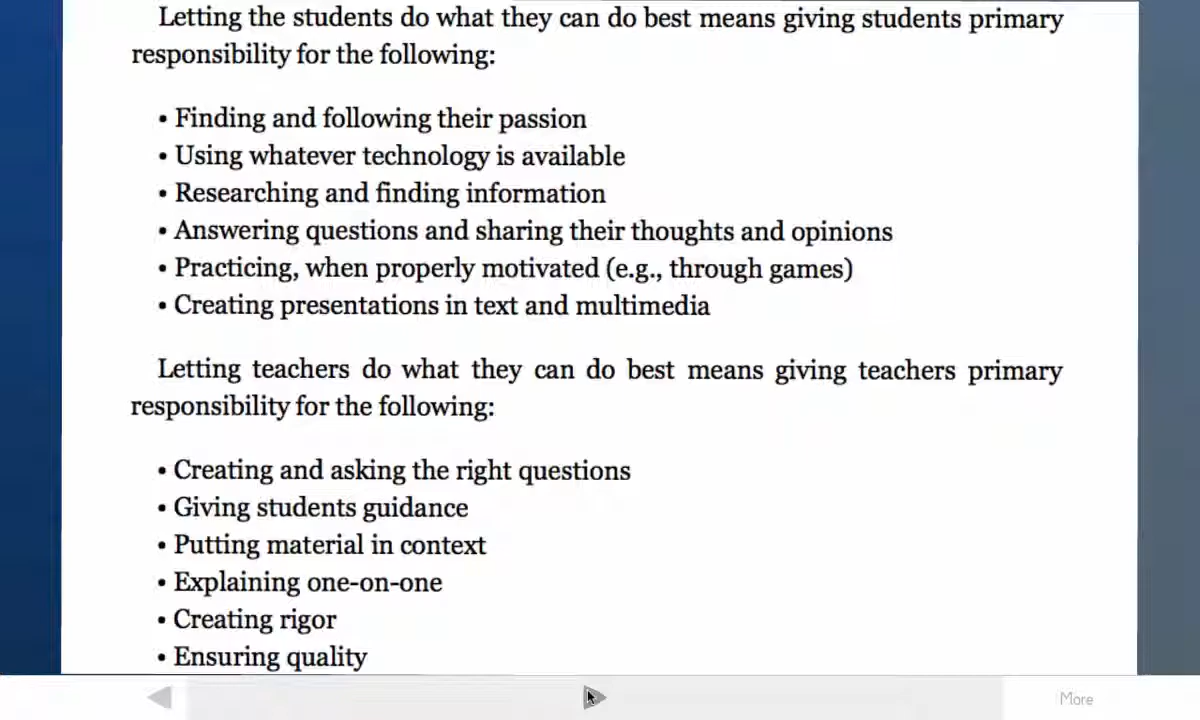 Letting the students do what they can do best means giving students primary
responsibility for the following:
• Finding and following their passion
• Using whatever technology is available
• Researching and finding information
• Answering questions and sharing their thoughts and opinions
• Practicing, when properly motivated (e.g., through games)
• Creating presentations in text and multimedia
Letting teachers do what they can do best means giving teachers primary
responsibility for the following:
• Creating and asking the right questions
• Giving students guidance
• Putting material in context
• Explaining one-on-one
• Creating rigor
• Ensuring quality
More